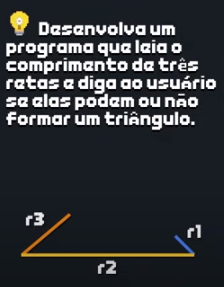 Desenvolva um
programa que leia o
comprimento de três
retas e diga ao usuário
se elas podem ou não
formar um triângulo.
r3
r1
r2